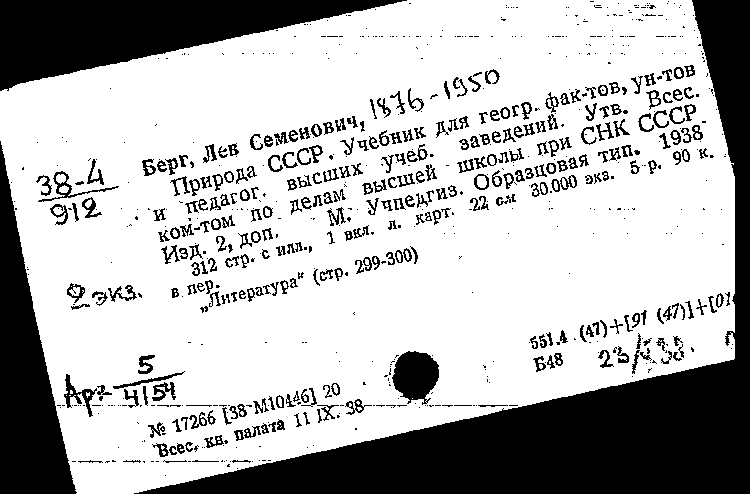 Берг, Лев Семенович, 1876-1950
38-4
912
Природа СССР. Учебник для геогр. фак-тов, ун-тов
и педагог. высших учеб. заведений. Утв. Всес.
ком-том по делам высшей школы при СНК СССР.
Изд. 2, доп. М. Учпедгиз. Образцовая тип. 1938
312 стр. с илл., 1 вкл. л. карт. 22 см 30.000 экз. 5 р. 90 к.
в пер.
2 экз.
„Литература“ (стр. 299-300)
551.4 (47)+[91 (47)]+[01
Б48
5
4154
№ 17266 [38-М10446] 20
Всес. кн. палата 11 IX. 38